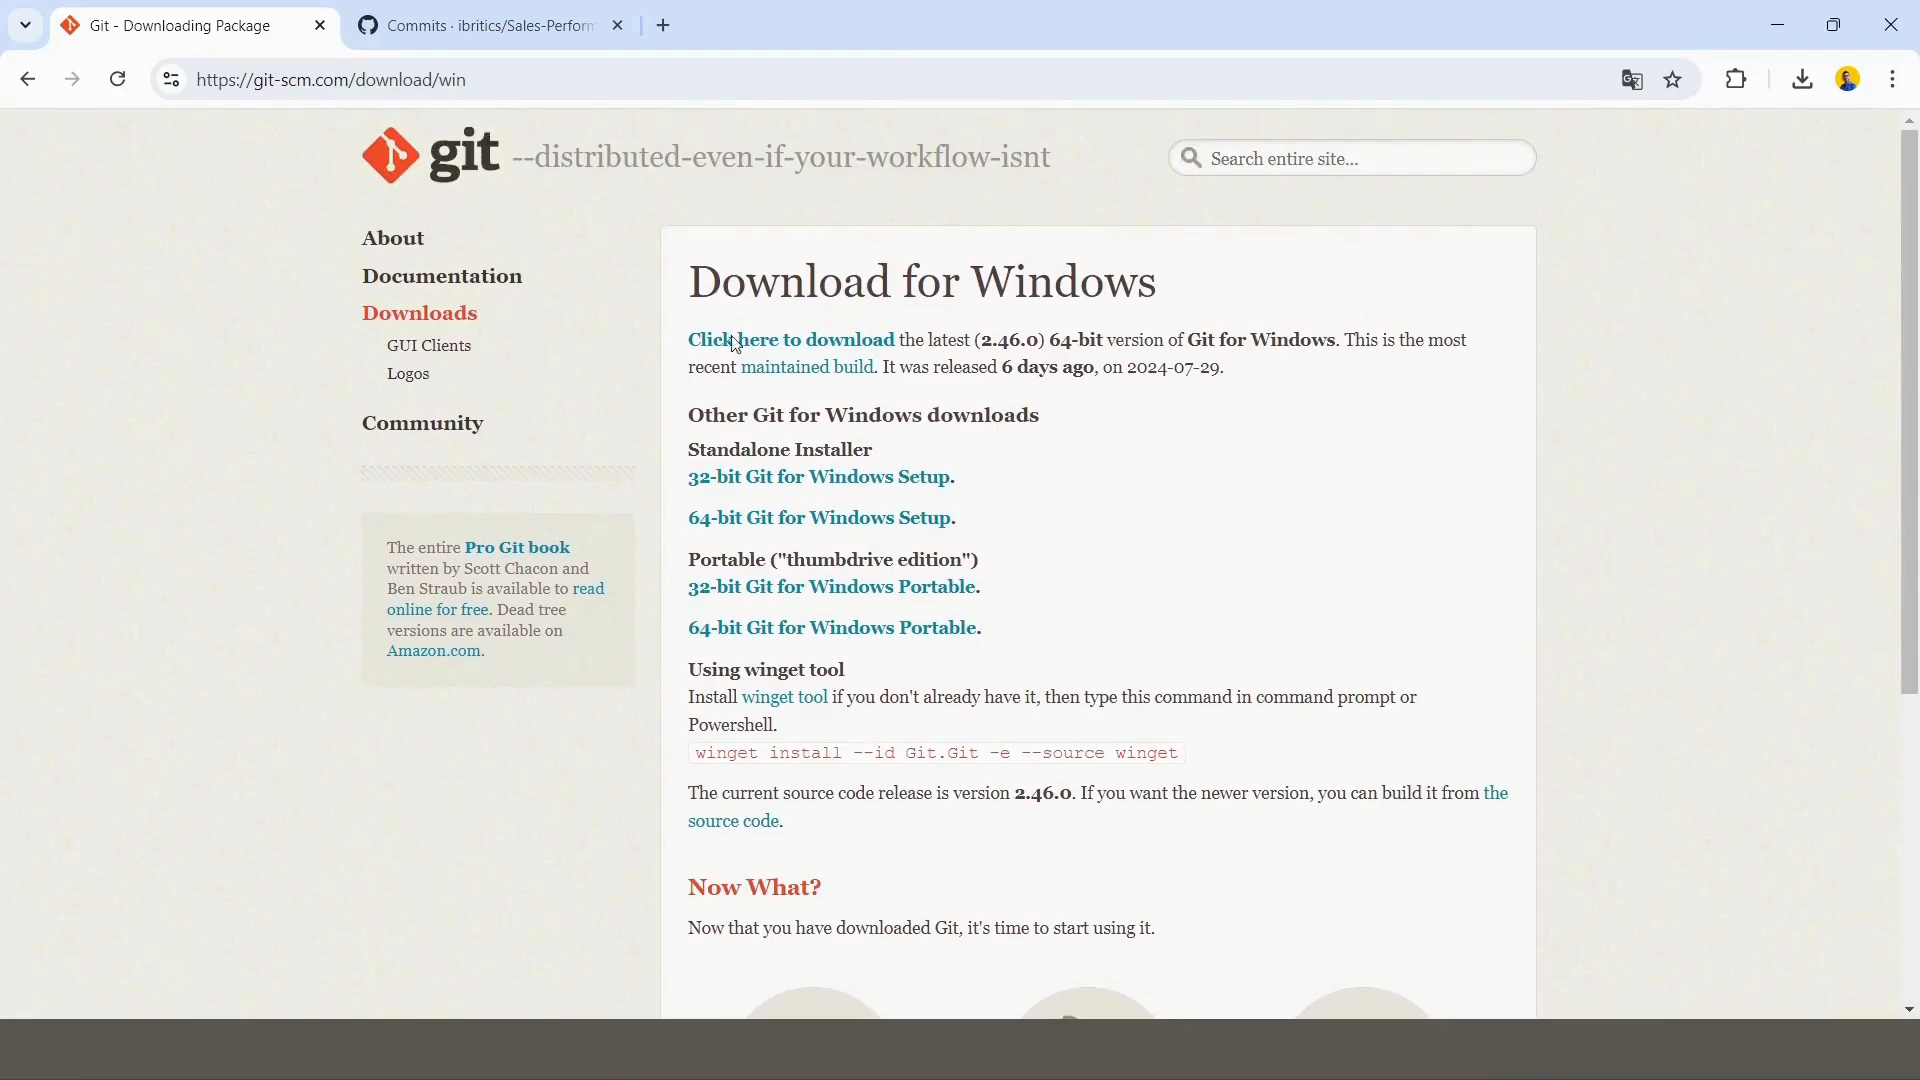 Git - Downloading Package
Commits · ibritics/Sales-Perform
https://git-scm.com/download/win
git --distributed-even-if-your-workflow-isnt
Search entire site...
About
Documentation
Downloads
GUI Clients
Logos
Community
The entire Pro Git book
written by Scott Chacon and
Ben Straub is available to read
online for free. Dead tree
versions are available on
Amazon.com.
Download for Windows
Click here to download the latest (2.46.0) 64-bit version of Git for Windows. This is the most
recent maintained build. It was released 6 days ago, on 2024-07-29.
Other Git for Windows downloads
Standalone Installer
32-bit Git for Windows Setup.
64-bit Git for Windows Setup.
Portable ("thumbdrive edition")
32-bit Git for Windows Portable.
64-bit Git for Windows Portable.
Using winget tool
Install winget tool if you don't already have it, then type this command in command prompt or
Powershell.
winget install --id Git.Git -e --source winget
The current source code release is version 2.46.0. If you want the newer version, you can build it from the
source code.
Now What?
Now that you have downloaded Git, it's time to start using it.